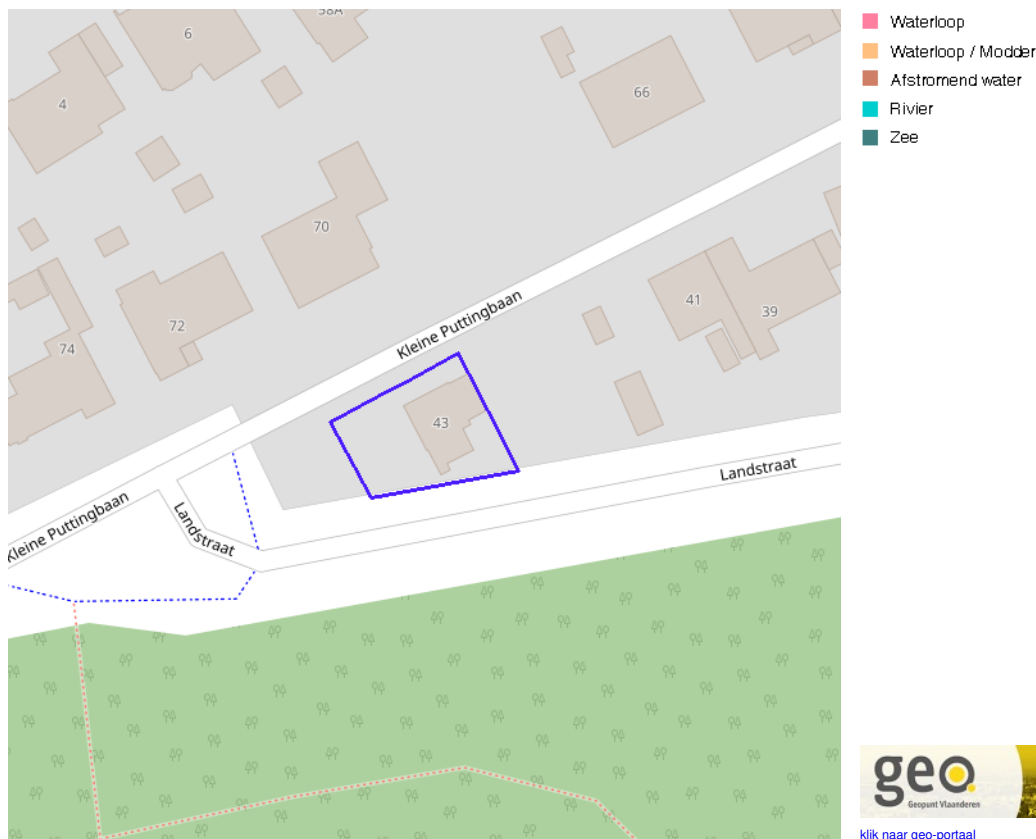 6
38A
4
66
70
72
74
41
39
43
Kleine Puttingbaan
Kleine Puttingbaan
Landstraat
Landstraat
Waterloop
Waterloop / Modder
Afstromend water
Rivier
Zee
geo
Geopunt Vlaanderen
klik naar geo-portaal